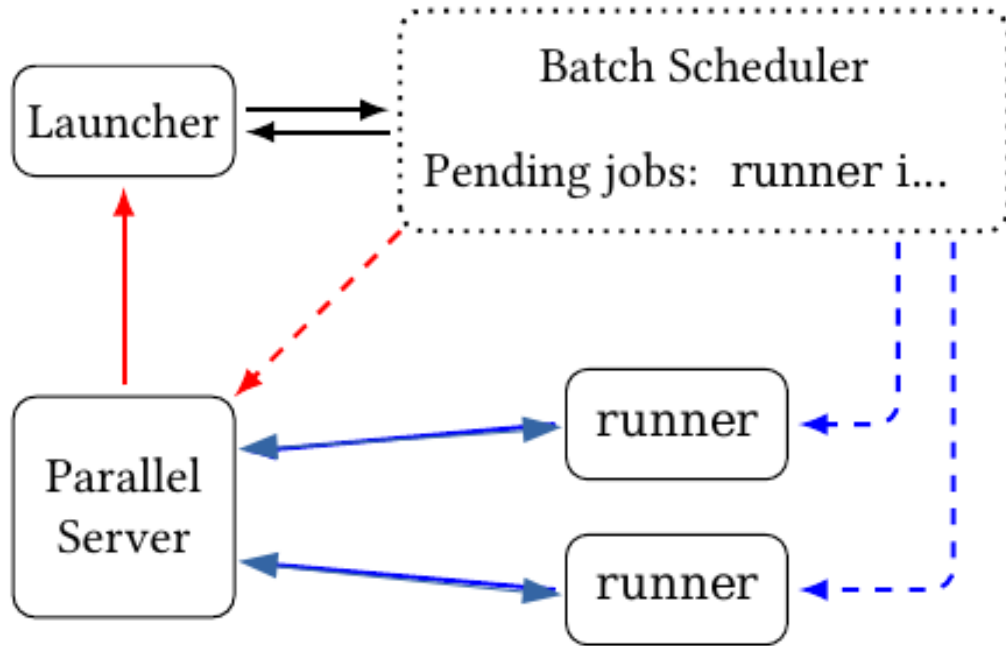 Batch Scheduler
Launcher
Pending jobs: runner i...
Parallel
Server
runner
runner